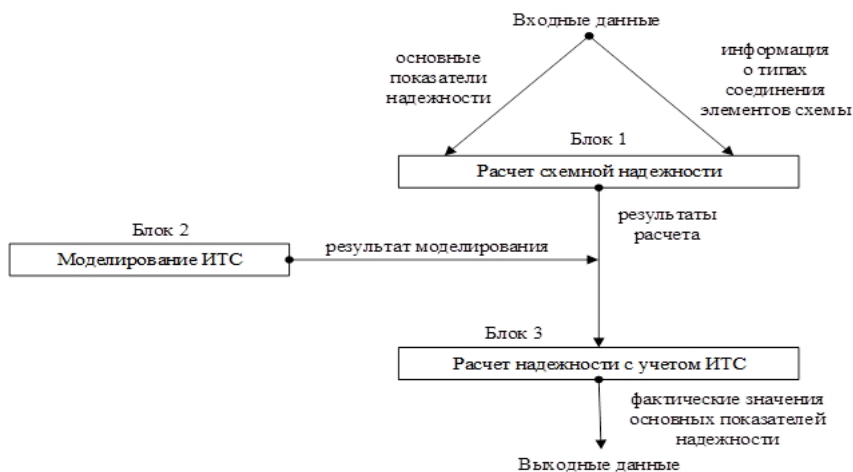 Входные данные
основные
показатели
надежности
информация
о типах
соединения
элементов схемы
Блок 1
Расчет схемной надежности
результаты
расчета
Блок 2
Моделирование ИТС
результат моделирования
Блок 3
Расчет надежности с учетом ИТС
фактические значения
основных показателей
надежности
Выходные данные